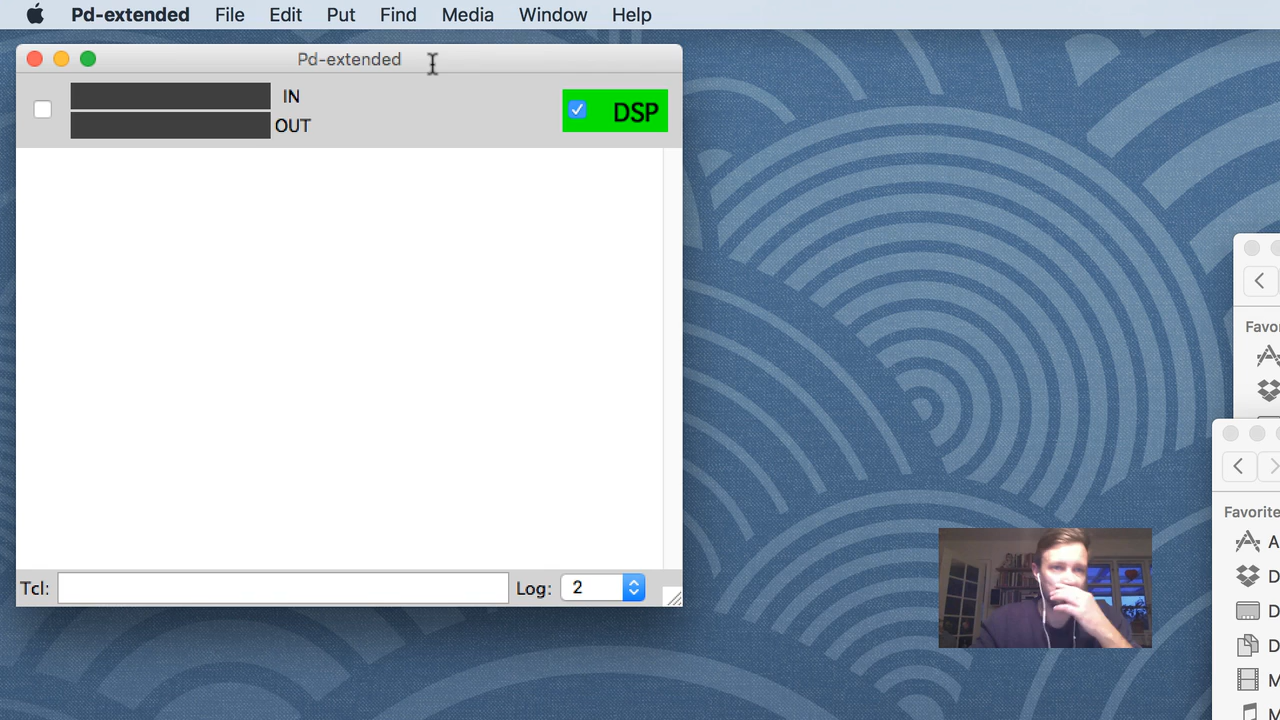 Pd-extended File Edit Put Find Media Window Help
Pd-extended
IN
OUT
DSP
Tcl:
Log: 2
Favor
Favorite
A
D
D
D
M